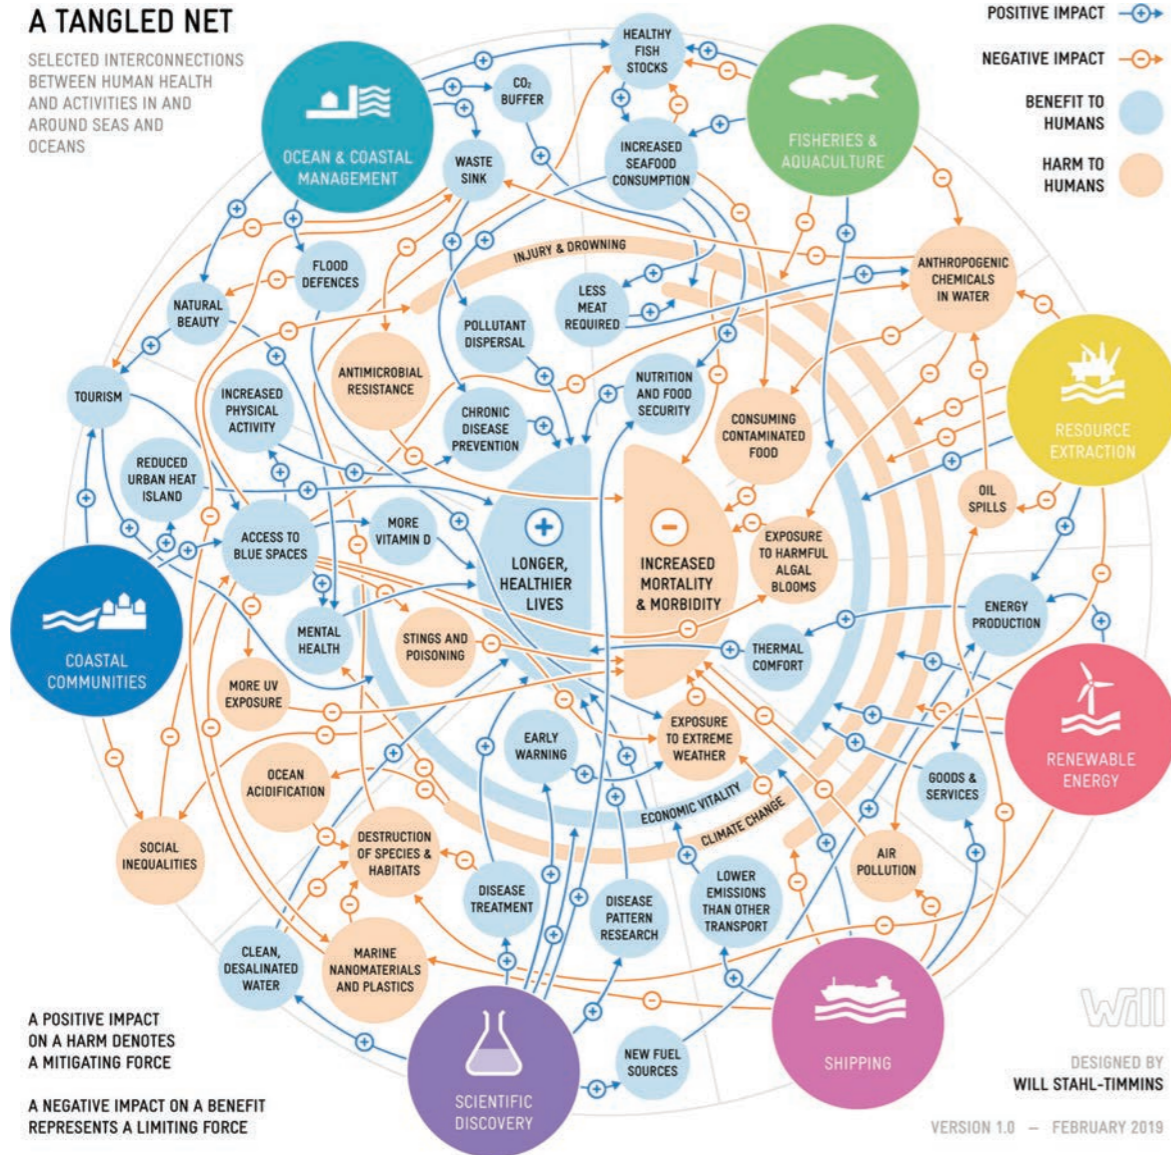 A TANGLED NET
SELECTED INTERCONNECTIONS
BETWEEN HUMAN HEALTH
AND ACTIVITIES IN AND
AROUND SEAS AND
OCEANS
POSITIVE IMPACT
NEGATIVE IMPACT
BENEFIT TO
HUMANS
HARM TO
HUMANS
OCEAN & COASTAL
MANAGEMENT
CO₂
BUFFER
HEALTHY
FISH
STOCKS
FISHERIES &
AQUACULTURE
WASTE
SINK
INCREASED
SEAFOOD
CONSUMPTION
INJURY & DROWNING
ANTHROPOGENIC
CHEMICALS
IN WATER
FLOOD
DEFENCES
NATURAL
BEAUTY
LESS
MEAT
REQUIRED
POLLUTANT
DISPERSAL
ANTIMICROBIAL
RESISTANCE
TOURISM
INCREASED
PHYSICAL
ACTIVITY
NUTRITION
AND FOOD
SECURITY
CHRONIC
DISEASE
PREVENTION
CONSUMING
CONTAMINATED
FOOD
RESOURCE
EXTRACTION
REDUCED
URBAN HEAT
ISLAND
OIL
SPILLS
ACCESS TO
BLUE SPACES
MORE
VITAMIN D
+
LONGER,
HEALTHIER
LIVES
−
INCREASED
MORTALITY
& MORBIDITY
EXPOSURE
TO HARMFUL
ALGAL
BLOOMS
ENERGY
PRODUCTION
COASTAL
COMMUNITIES
MENTAL
HEALTH
STINGS AND
POISONING
THERMAL
COMFORT
MORE UV
EXPOSURE
EARLY
WARNING
EXPOSURE
TO EXTREME
WEATHER
RENEWABLE
ENERGY
OCEAN
ACIDIFICATION
ECONOMIC VITALITY
CLIMATE CHANGE
GOODS &
SERVICES
SOCIAL
INEQUALITIES
DESTRUCTION
OF SPECIES &
HABITATS
AIR
POLLUTION
DISEASE
TREATMENT
DISEASE
PATTERN
RESEARCH
LOWER
EMISSIONS
THAN OTHER
TRANSPORT
CLEAN,
DESALINATED
WATER
MARINE
NANOMATERIALS
AND PLASTICS
SHIPPING
SCIENTIFIC
DISCOVERY
NEW FUEL
SOURCES
A POSITIVE IMPACT
ON A HARM DENOTES
A MITIGATING FORCE
A NEGATIVE IMPACT ON A BENEFIT
REPRESENTS A LIMITING FORCE
Will
DESIGNED BY
WILL STAHL-TIMMINS
VERSION 1.0 – FEBRUARY 2019